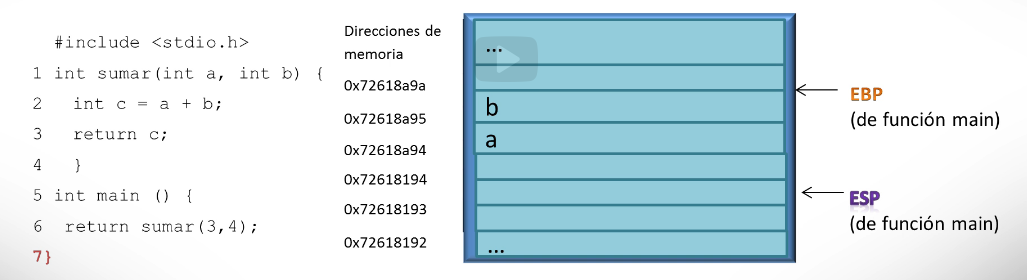 #include <stdio.h>
1 int sumar(int a, int b) {
2 int c = a + b;
3 return c;
4 }
5 int main () {
6 return sumar(3,4);
7}
Direcciones de
memoria
0x72618a9a
0x72618a95
0x72618a94
0x72618194
0x72618193
0x72618192
...
b
a
...
EBP
(de función main)
ESP
(de función main)